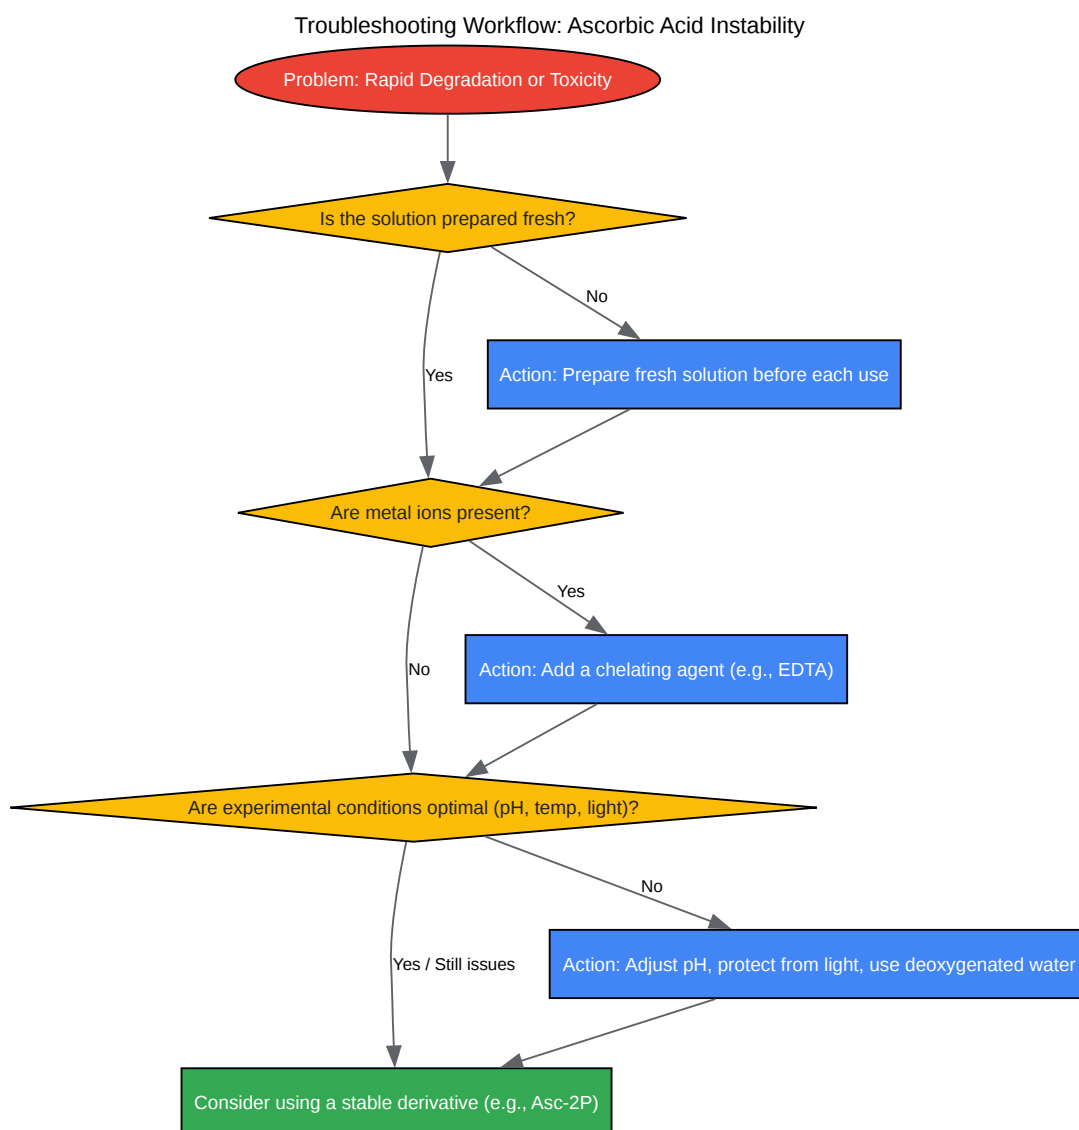 Troubleshooting Workflow: Ascorbic Acid Instability
Problem: Rapid Degradation or Toxicity
Is the solution prepared fresh?
No
Yes
Action: Prepare fresh solution before each use
Are metal ions present?
Yes
No
Action: Add a chelating agent (e.g., EDTA)
Are experimental conditions optimal (pH, temp, light)?
No
Yes / Still issues
Action: Adjust pH, protect from light, use deoxygenated water
Consider using a stable derivative (e.g., Asc-2P)